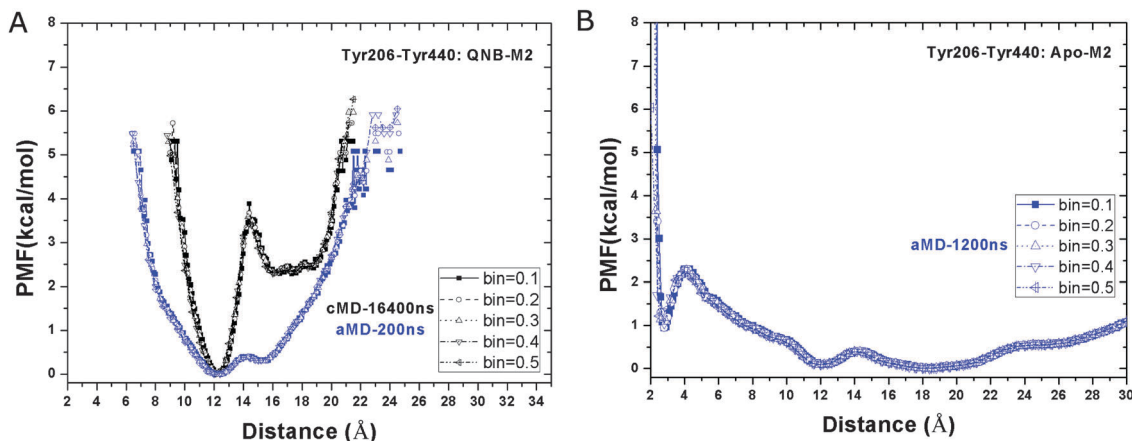 A
Tyr206-Tyr440: QNB-M2
PMF(kcal/mol)
8
7
6
5
4
3
2
1
0
cMD-16400ns
aMD-200ns
bin=0.1
bin=0.2
bin=0.3
bin=0.4
bin=0.5
2 4 6 8 10 12 14 16 18 20 22 24 26 28 30 32 34
Distance (Å)
B
Tyr206-Tyr440: Apo-M2
PMF(kcal/mol)
8
7
6
5
4
3
2
1
0
aMD-1200ns
bin=0.1
bin=0.2
bin=0.3
bin=0.4
bin=0.5
2 4 6 8 10 12 14 16 18 20 22 24 26 28 30
Distance (Å)